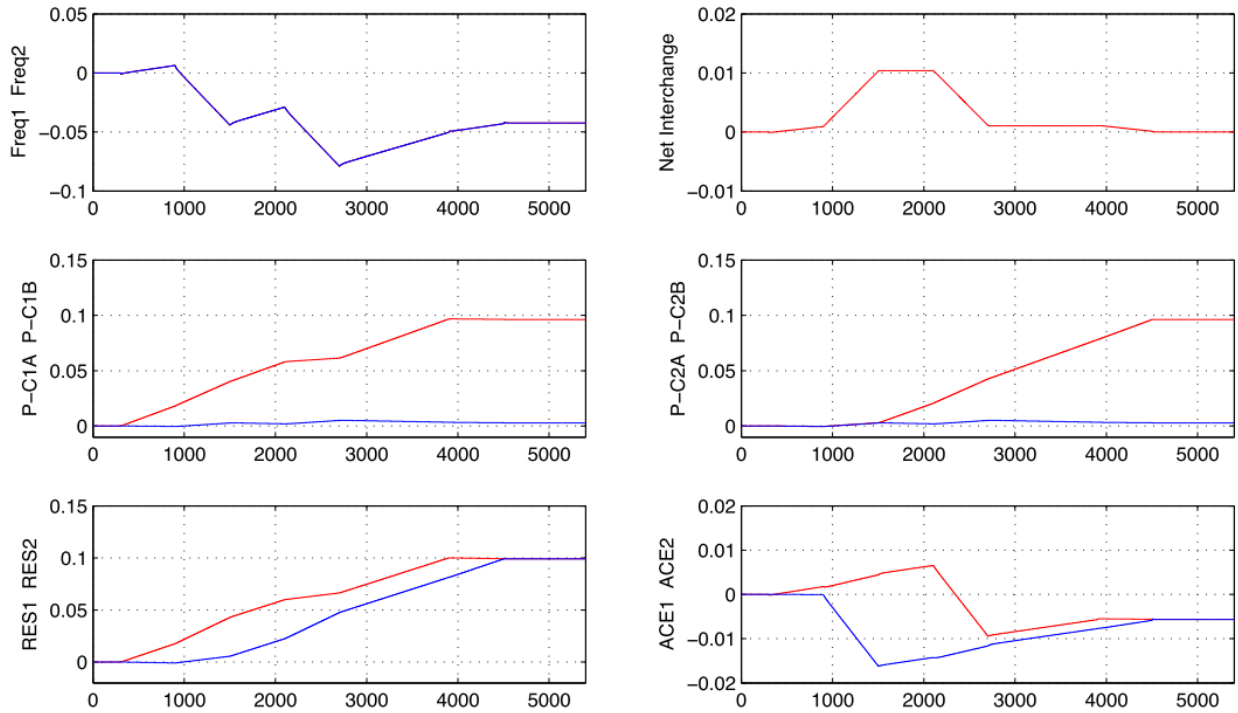 Freq1 Freq2
0.05
0
−0.05
−0.1
0 1000 2000 3000 4000 5000
Net Interchange
0.02
0.01
0
−0.01
0 1000 2000 3000 4000 5000
P−C1A P−C1B
0.15
0.1
0.05
0
0 1000 2000 3000 4000 5000
P−C2A P−C2B
0.15
0.1
0.05
0
0 1000 2000 3000 4000 5000
RES1 RES2
0.15
0.1
0.05
0
0 1000 2000 3000 4000 5000
ACE1 ACE2
0.02
0.01
0
−0.01
−0.02
0 1000 2000 3000 4000 5000